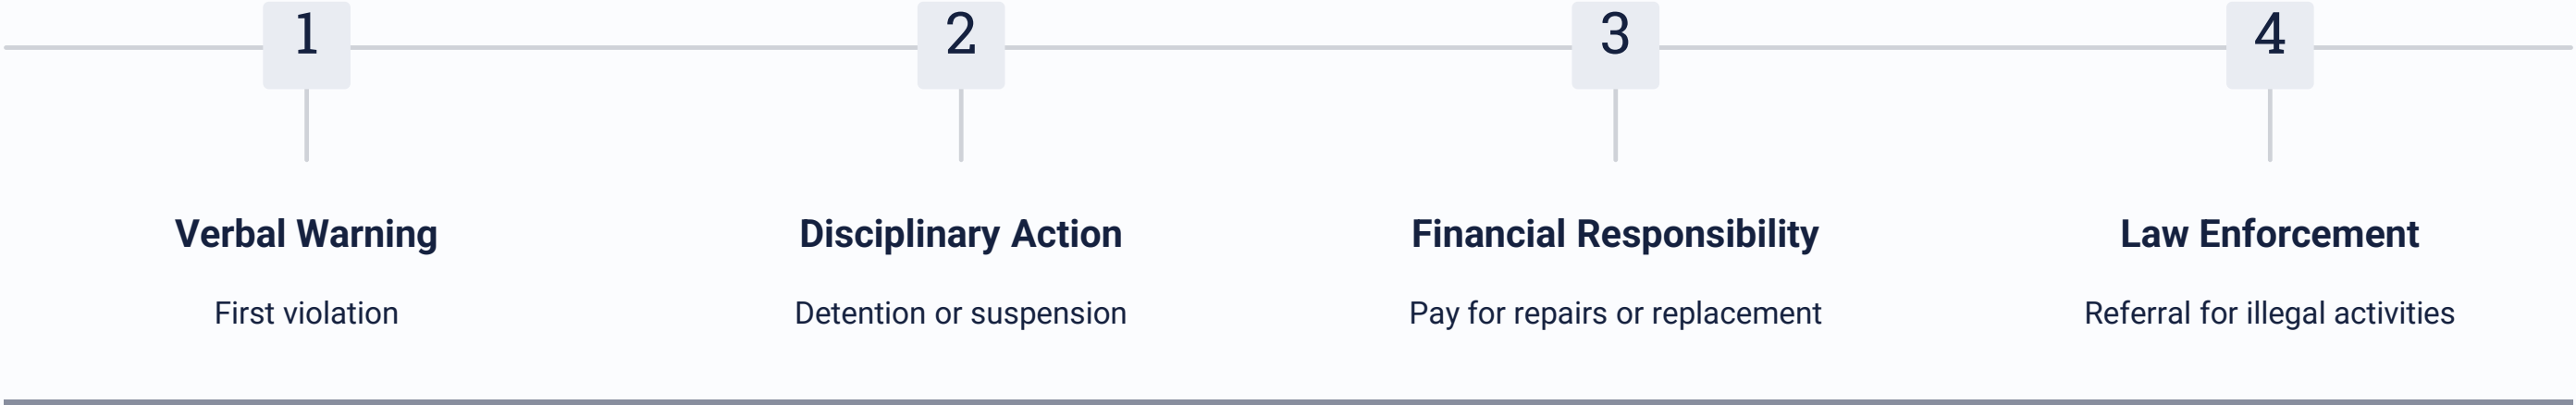 1
Verbal Warning
First violation
2
Disciplinary Action
Detention or suspension
3
Financial Responsibility
Pay for repairs or replacement
4
Law Enforcement
Referral for illegal activities